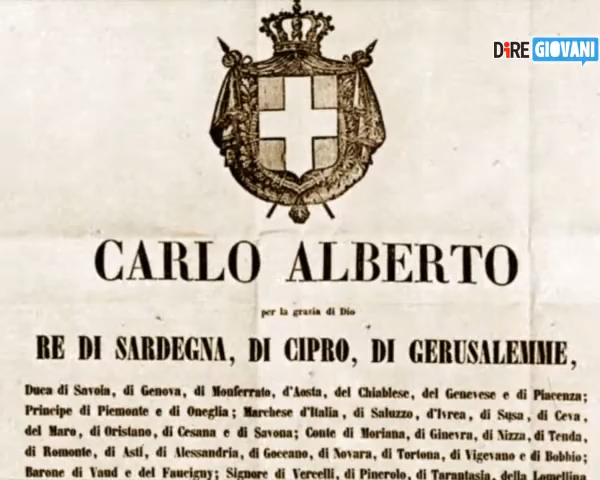 DiRE GIOVANI
CARLO ALBERTO
per la grazia di Dio
RE DI SARDEGNA, DI CIPRO, DI GERUSALEMME,
Duca di Savoia, di Genova, di Monferrato, d'Aosta, del Chiablese, del Genevese e di Piacenza;
Principe di Piemonte e di Oneglia; Marchese d'Italia, di Saluzzo, d'Ivrea, di Susa, di Ceva,
del Maro, di Oristano, di Cesana e di Savona; Conte di Moriana, di Ginevra, di Nizza, di Tenda,
di Romonte, di Asti, di Alessandria, di Goceano, di Novara, di Tortona, di Vigevano e di Bobbio;
Barone di Vaud e del Faucigny; Signore di Vercelli, di Pinerolo, di Tarantasia, della Lomellina